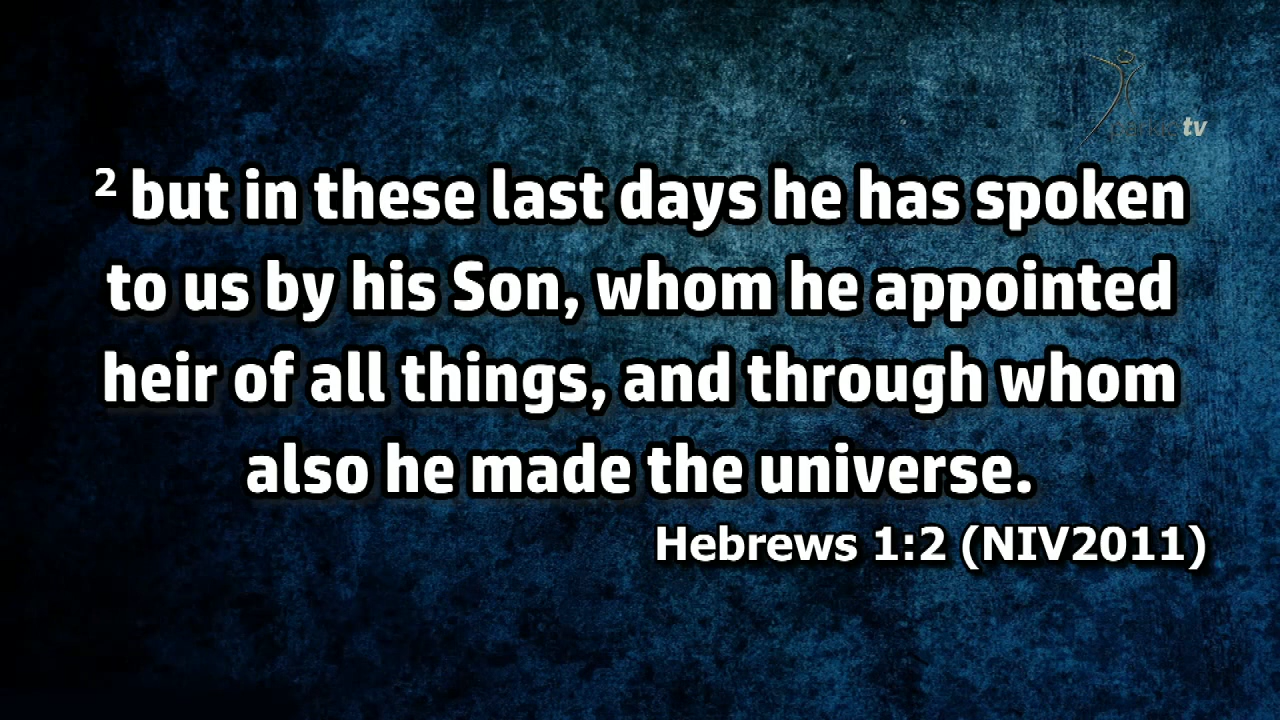 tv
² but in these last days he has spoken
to us by his Son, whom he appointed
heir of all things, and through whom
also he made the universe.
Hebrews 1:2 (NIV2011)